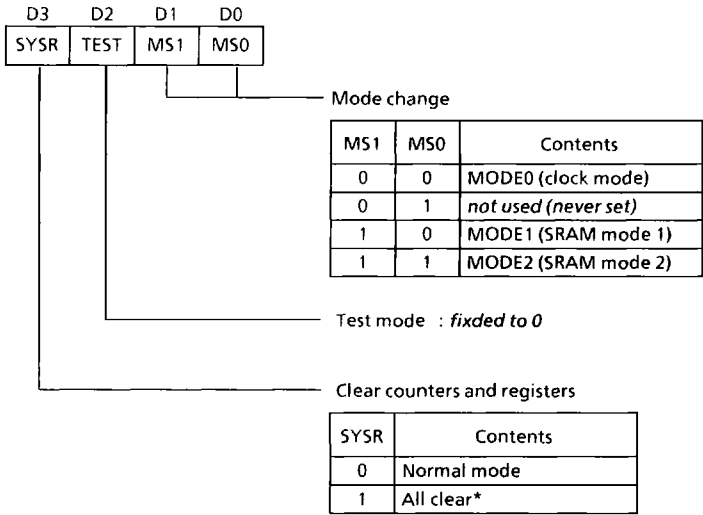 D3 D2 D1 D0
SYSR TEST MS1 MS0
Mode change
MS1 MS0 Contents
0 0 MODE0 (clock mode)
0 1 not used (never set)
1 0 MODE1 (SRAM mode 1)
1 1 MODE2 (SRAM mode 2)
Test mode : fixded to 0
Clear counters and registers
SYSR Contents
0 Normal mode
1 All clear*